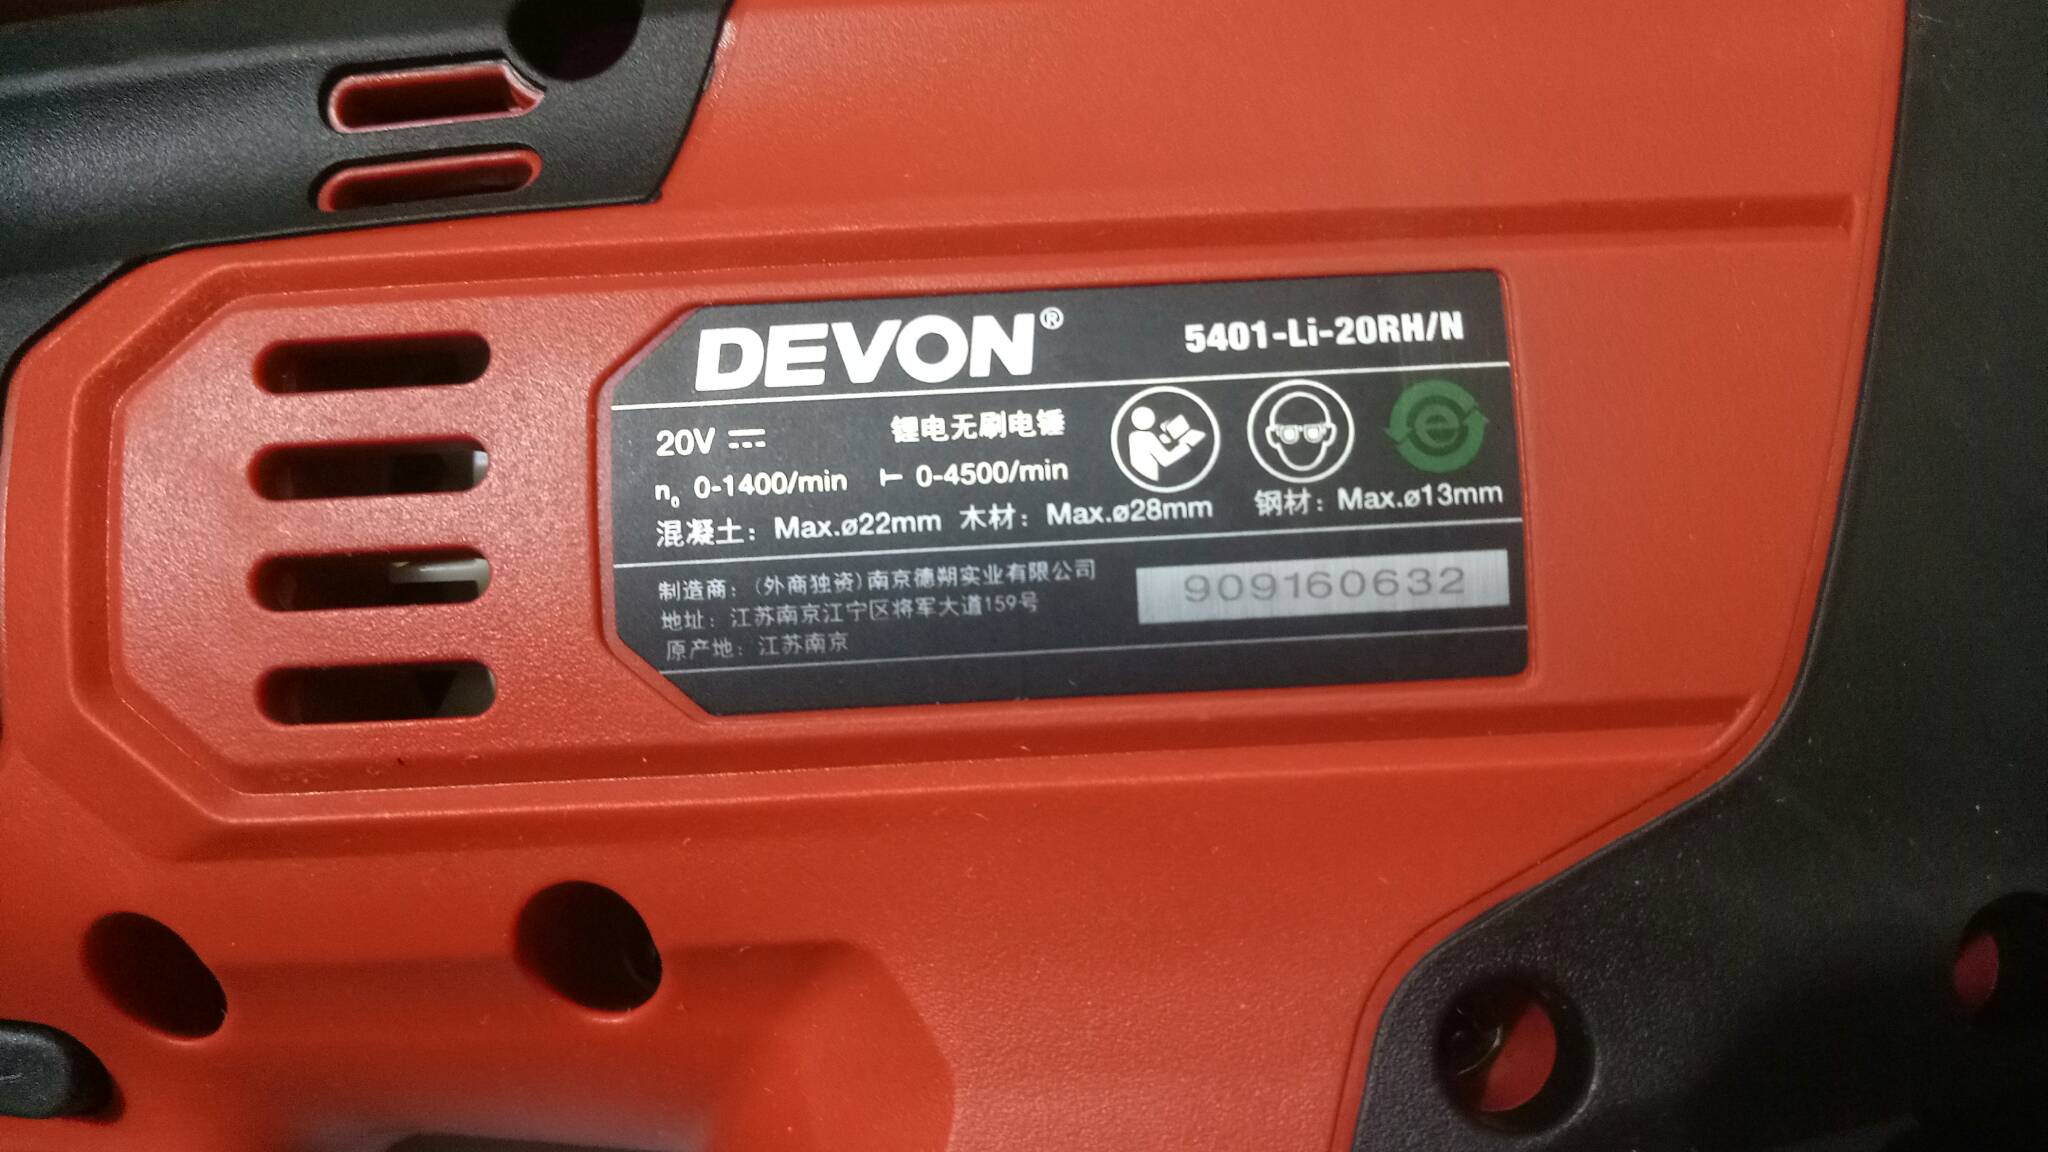 DEVON® 5401-Li-20RH/N
20V 锂电无刷电锤
n₀ 0-1400/min 0-4500/min
混凝土：Max.ø22mm 木材：Max.ø28mm 钢材：Max.ø13mm
制造商：(外商独资)南京德朔实业有限公司
地址：江苏南京江宁区将军大道159号
原产地：江苏南京
909160632
e